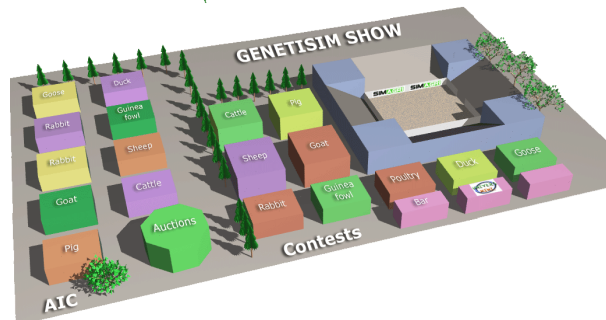 GENETISIM SHOW
Goose
Duck
Rabbit
Guinea
fowl
Rabbit
Sheep
Goat
Cattle
Pig
Auctions
AIC
Cattle
Pig
Sheep
Goat
Rabbit
Guinea
fowl
Poultry
Duck
Goose
Bar
Contests